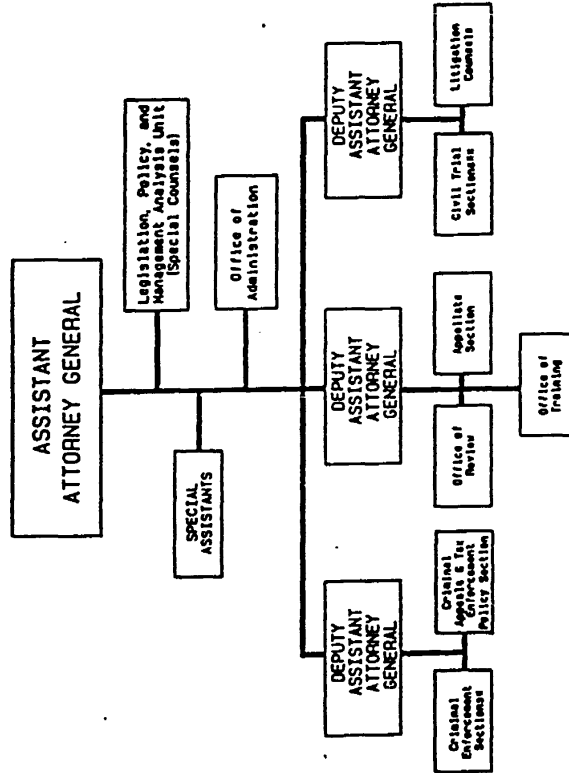 ASSISTANT
ATTORNEY GENERAL
Legislation, Policy, and
Management Analysis Unit
(Special Counsels)
SPECIAL
ASSISTANTS
Office of
Administration
DEPUTY
ASSISTANT
ATTORNEY
GENERAL
DEPUTY
ASSISTANT
ATTORNEY
GENERAL
DEPUTY
ASSISTANT
ATTORNEY
GENERAL
Criminal
Enforcement
Sections
Criminal
Appeals & Tax
Enforcement
Policy Section
Office of
Review
Appellate
Section
Office of
Training
Civil Trial
Litigation
Counsels